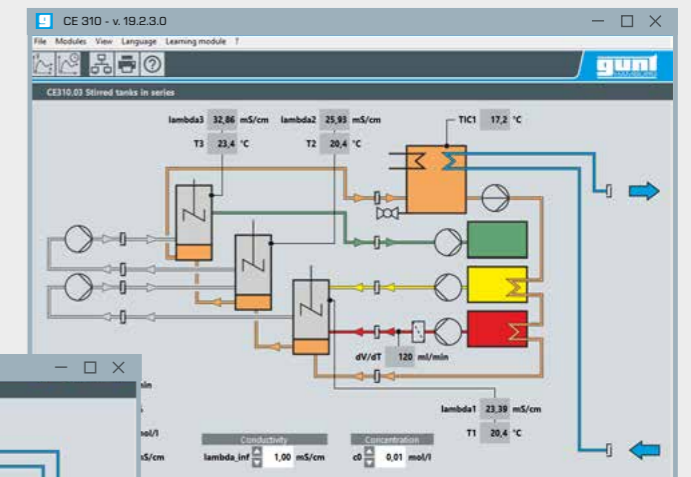 CE 310 - v. 19.2.3.0
File Modules View Language Learning module ?
gunt
HAMBURG
CE310.03 Stirred tanks in series
lambda3 32,86 mS/cm lambda2 25,93 mS/cm TIC1 17,2 °C
T3 23,4 °C T2 20,4 °C
dV/dT 120 ml/min
lambda1 23,39 mS/cm
T1 20,4 °C
Conductivity Concentration
lambda_inf 1,00 mS/cm c0 0,01 mol/l